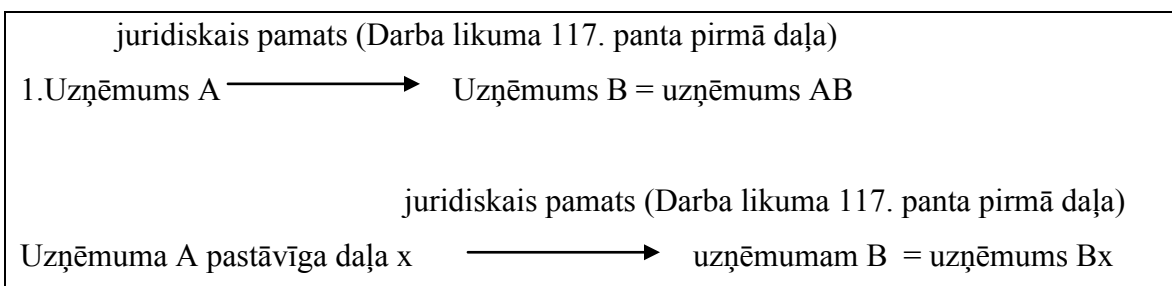 juridiskais pamats (Darba likuma 117. panta pirmā daļa)
1.Uzņēmums A Uzņēmums B = uzņēmums AB
juridiskais pamats (Darba likuma 117. panta pirmā daļa)
Uzņēmuma A pastāvīga daļa x uzņēmumam B = uzņēmums Bx